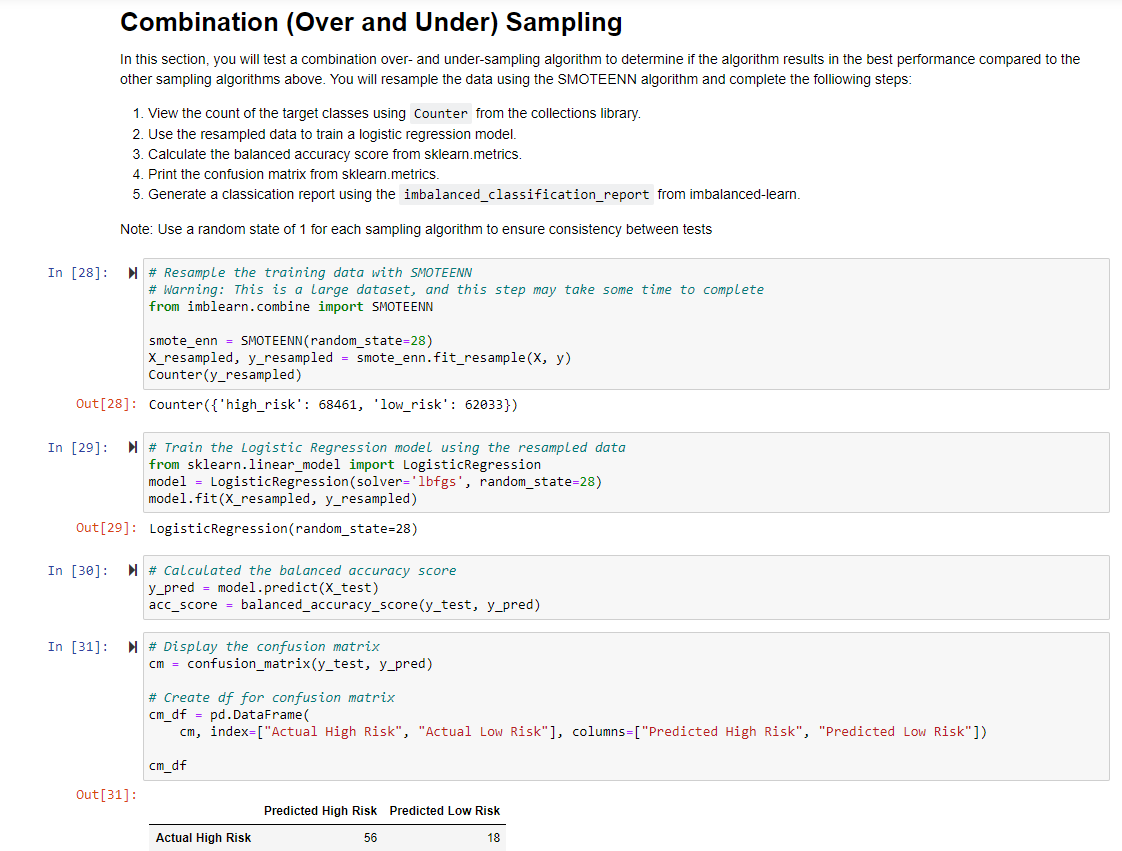 Combination (Over and Under) Sampling
In this section, you will test a combination over- and under-sampling algorithm to determine if the algorithm results in the best performance compared to the
other sampling algorithms above. You will resample the data using the SMOTEENN algorithm and complete the folliowing steps:
1. View the count of the target classes using Counter from the collections library.
2. Use the resampled data to train a logistic regression model.
3. Calculate the balanced accuracy score from sklearn.metrics.
4. Print the confusion matrix from sklearn.metrics.
5. Generate a classication report using the imbalanced_classification_report from imbalanced-learn.
Note: Use a random state of 1 for each sampling algorithm to ensure consistency between tests
In [28]:
# Resample the training data with SMOTEENN
# Warning: This is a large dataset, and this step may take some time to complete
from imblearn.combine import SMOTEENN
smote_enn = SMOTEENN(random_state=28)
X_resampled, y_resampled = smote_enn.fit_resample(X, y)
Counter(y_resampled)
Out[28]: Counter({'high_risk': 68461, 'low_risk': 62033})
In [29]:
# Train the Logistic Regression model using the resampled data
from sklearn.linear_model import LogisticRegression
model = LogisticRegression(solver='lbfgs', random_state=28)
model.fit(X_resampled, y_resampled)
Out[29]: LogisticRegression(random_state=28)
In [30]:
# Calculated the balanced accuracy score
y_pred = model.predict(X_test)
acc_score = balanced_accuracy_score(y_test, y_pred)
In [31]:
# Display the confusion matrix
cm = confusion_matrix(y_test, y_pred)
# Create df for confusion matrix
cm_df = pd.DataFrame(
cm, index=["Actual High Risk", "Actual Low Risk"], columns=["Predicted High Risk", "Predicted Low Risk"])
cm_df
Out[31]:
Predicted High Risk Predicted Low Risk
Actual High Risk 56 18